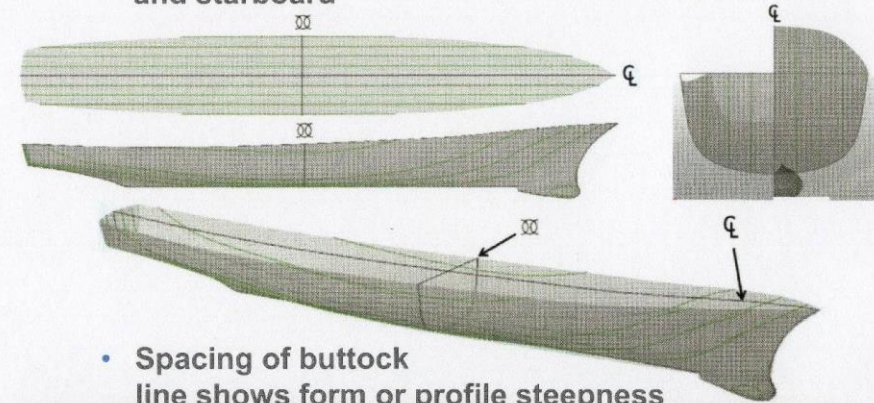 and starboard
℄
℄
℄
• Spacing of buttock
line shows form or profile steepness